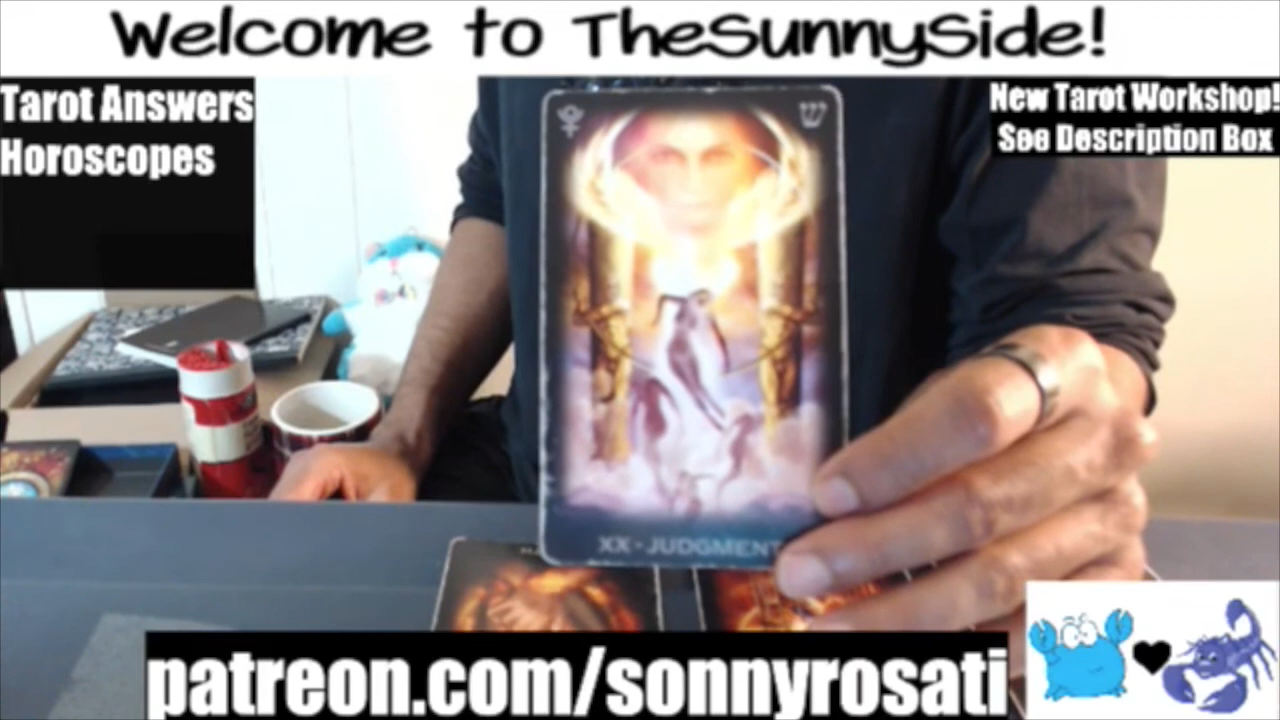 Welcome to TheSunnySide!
Tarot Answers
Horoscopes
New Tarot Workshop!
See Description Box
ש
XX · JUDGMENT
patreon.com/sonnyrosati